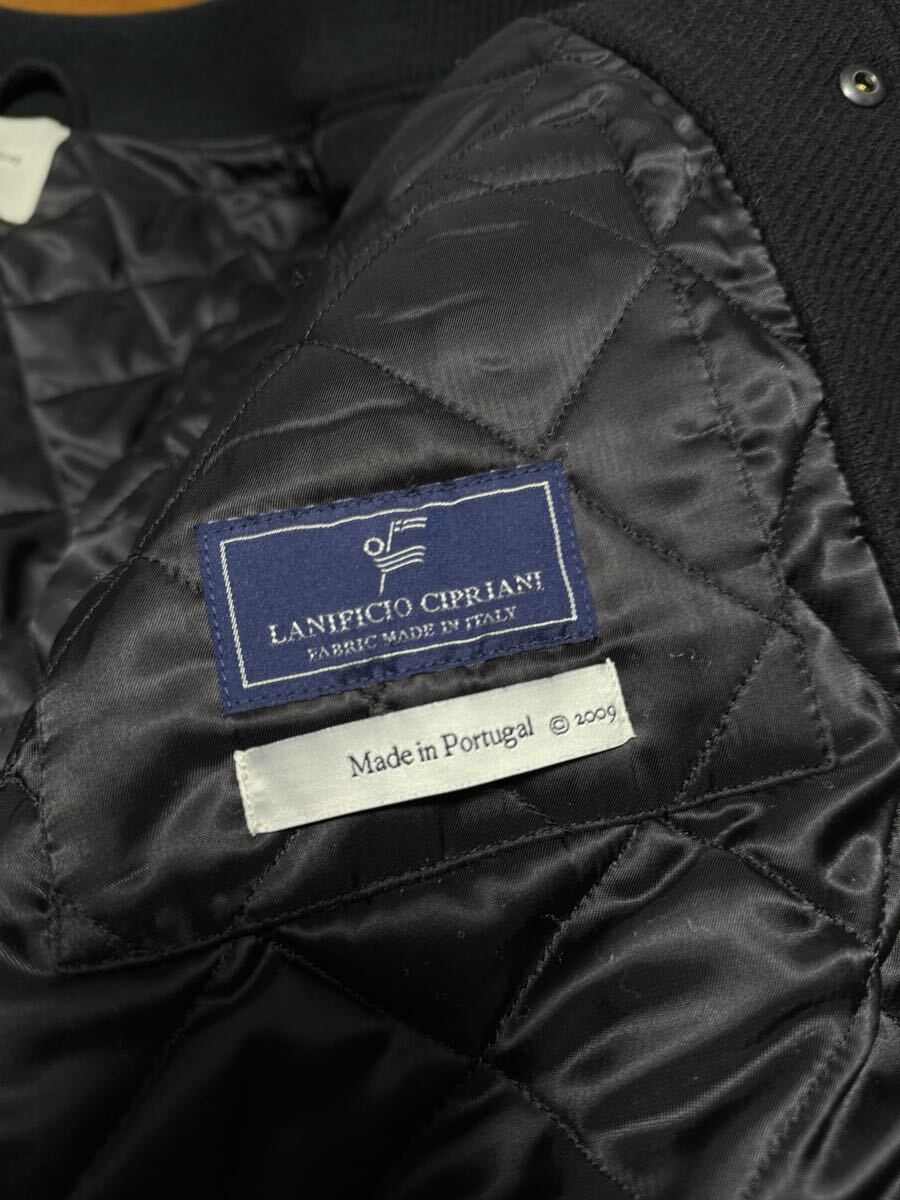 LANIFICIO CIPRIANI
FABRIC MADE IN ITALY
Made in Portugal © 2009